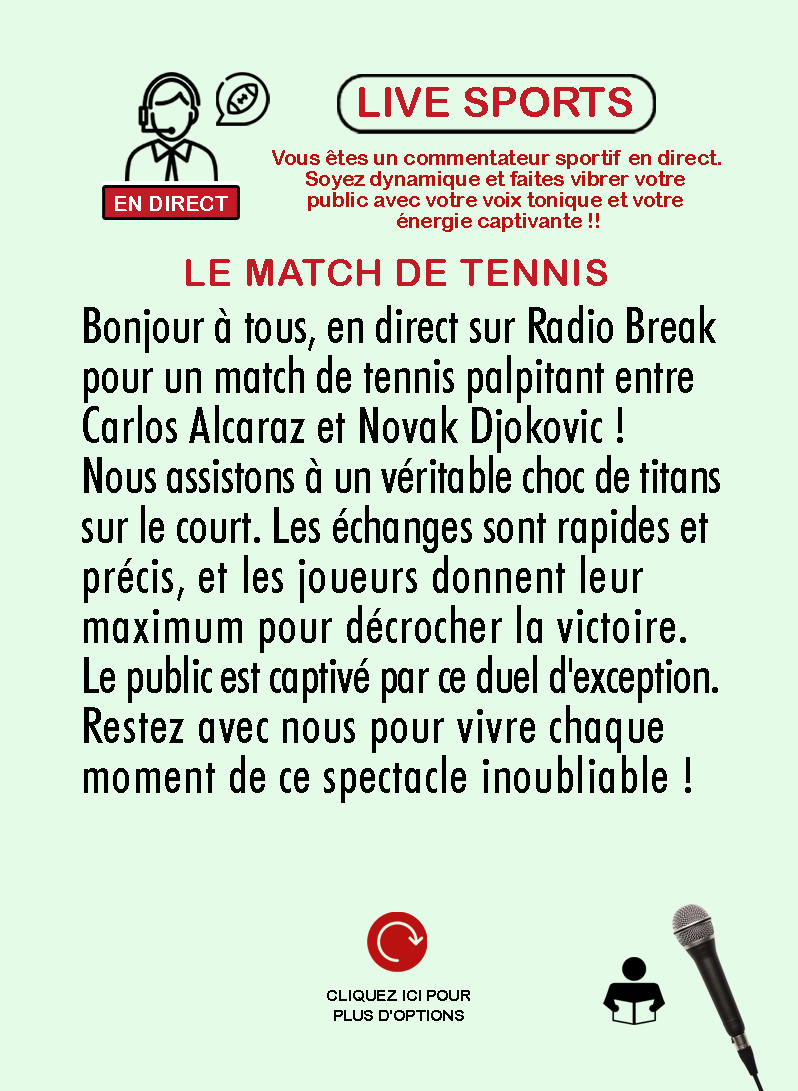 LIVE SPORTS
Vous êtes un commentateur sportif en direct.
Soyez dynamique et faites vibrer votre
public avec votre voix tonique et votre
énergie captivante !!
EN DIRECT
LE MATCH DE TENNIS
Bonjour à tous, en direct sur Radio Break
pour un match de tennis palpitant entre
Carlos Alcaraz et Novak Djokovic !
Nous assistons à un véritable choc de titans
sur le court. Les échanges sont rapides et
précis, et les joueurs donnent leur
maximum pour décrocher la victoire.
Le public est captivé par ce duel d'exception.
Restez avec nous pour vivre chaque
moment de ce spectacle inoubliable !
CLIQUEZ ICI POUR
PLUS D'OPTIONS